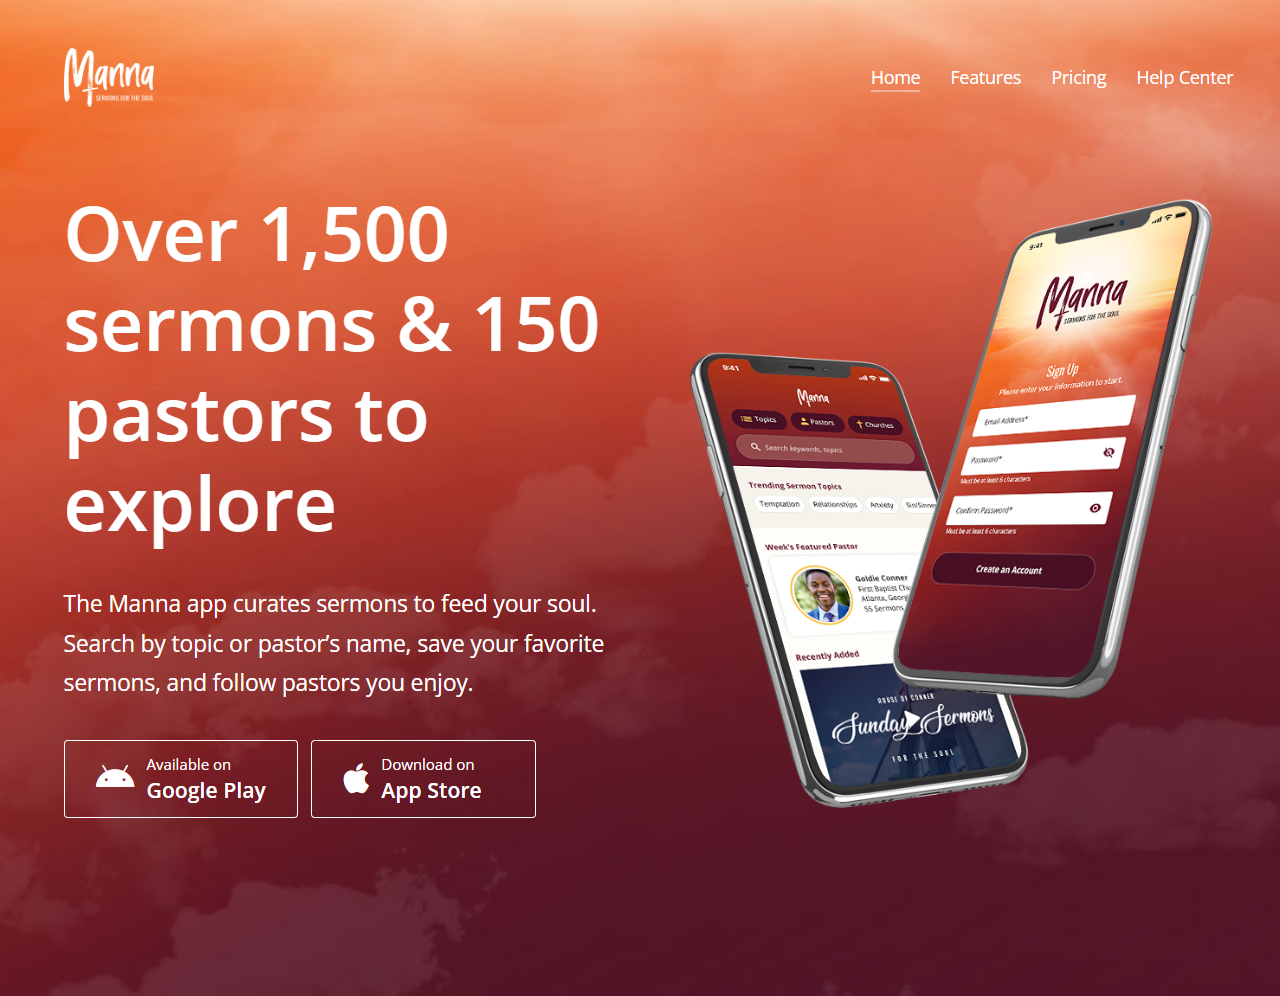 Manna
SERMONS FOR THE SOUL
Home Features Pricing Help Center
Over 1,500
sermons & 150
pastors to
explore
The Manna app curates sermons to feed your soul.
Search by topic or pastor’s name, save your favorite
sermons, and follow pastors you enjoy.
Available on
Google Play
Download on
App Store
9:41
Manna
Topics Pastors Churches
Search keywords, topics
Trending Sermon Topics
Temptation Relationships Anxiety Sin/Sinner
Week's Featured Pastor
Goldie Conner
First Baptist Chu
Atlanta, Georg
55 Sermons,
Recently Added
HOUSE OF CONNER
Sunday Sermons
FOR THE SOUL
9:41
Manna
SERMONS FOR THE SOUL
Sign Up
Please enter your information to start.
Email Address*
Password*
Must be at least 6 characters
Confirm Password*
Must be at least 6 characters
Create an Account